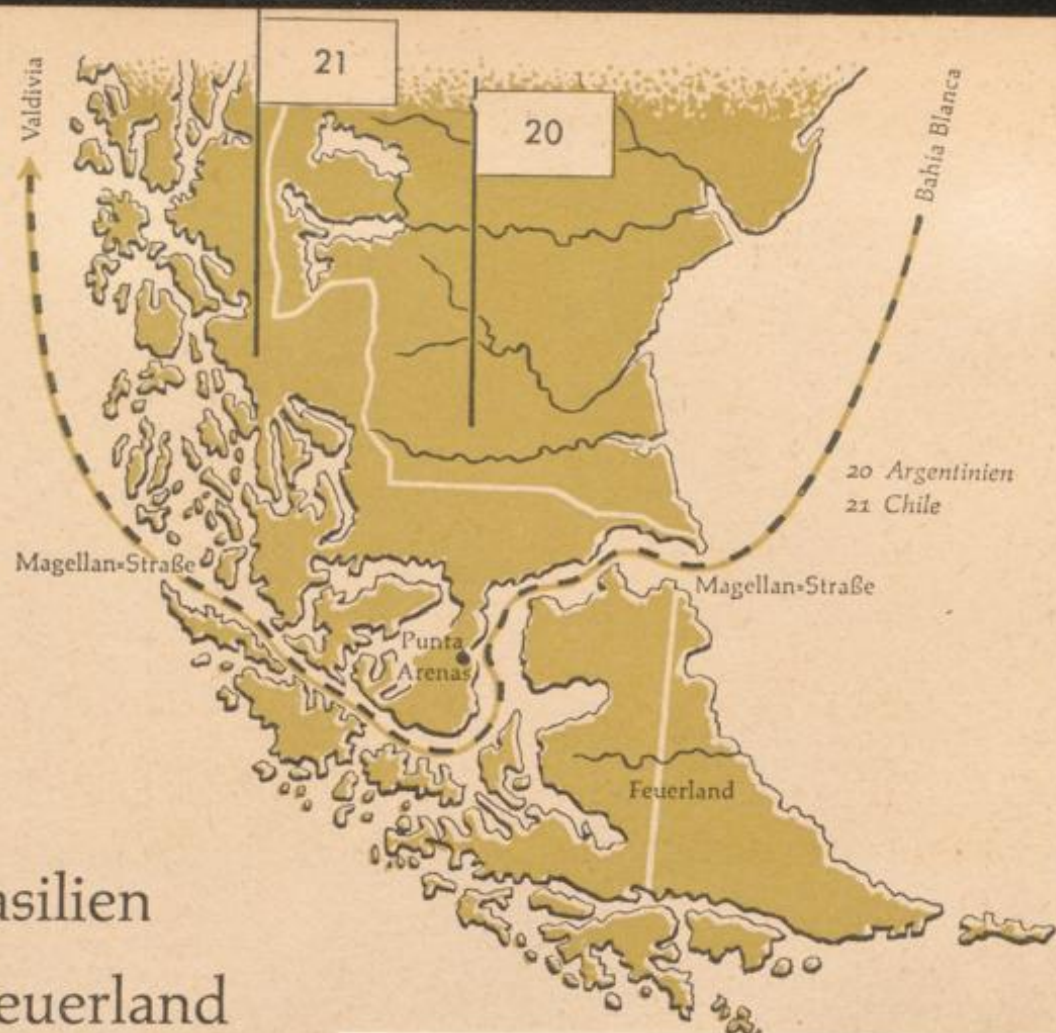 21
20
Valdivia
Bahia Blanca
20 Argentinien
21 Chile
Magellan=Straße
Magellan=Straße
Punta
Arenas
Feuerland
asilien
euerland